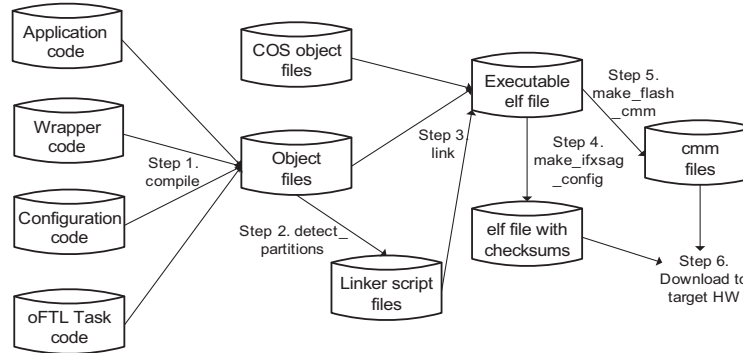 Application
code
Wrapper
code
Configuration
code
oFTL Task
code
Step 1.
compile
COS object
files
Object
files
Step 2. detect_
partitions
Linker script
files
Step 3.
link
Executable
elf file
Step 4.
make_ifxsag
_config
elf file with
checksums
Step 5.
make_flash
_cmm
cmm
files
Step 6.
Download to
target HW